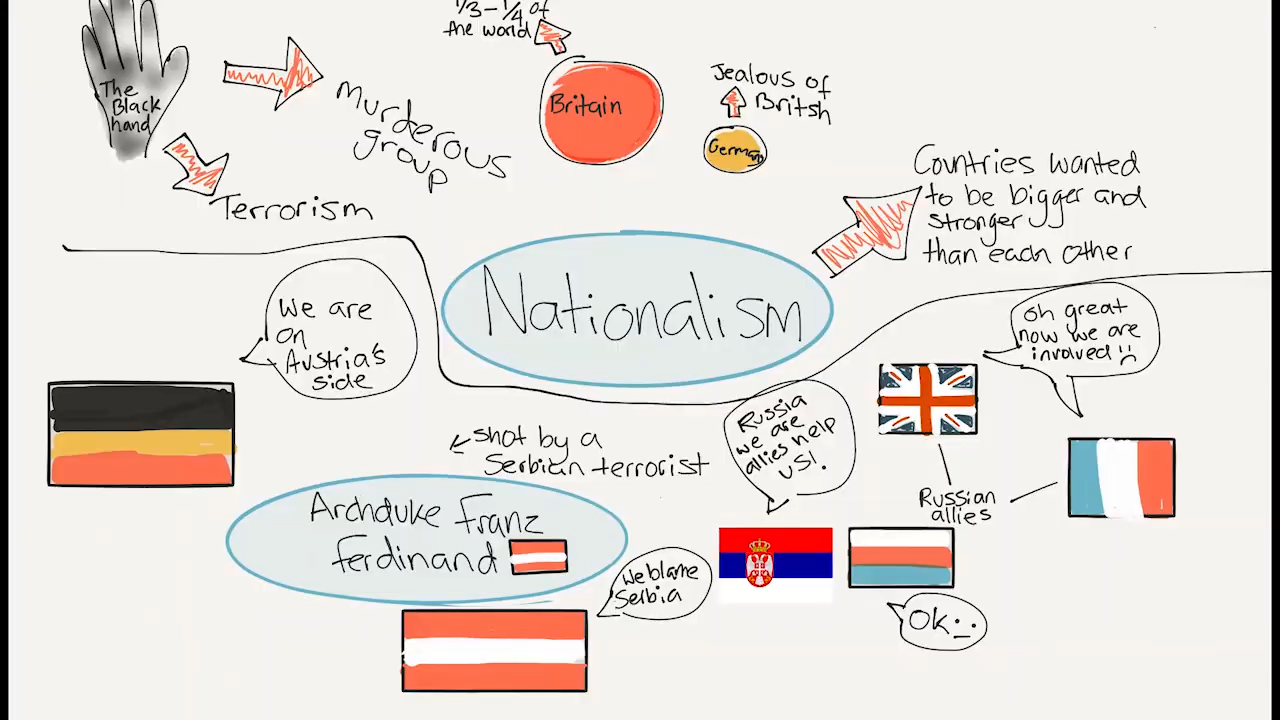 1/3 - 1/4 of
the world
The
Black
hand
Murderous
group
Terrorism
Britain
Jealous of
Britsh
German
Countries wanted
to be bigger and
stronger
than each other
Nationalism
We are
on
Austria's
side
oh great
now we are
involved
Russia
we are
allies help
US!
shot by a
Serbian terrorist
Archduke Franz
Ferdinand
We blame
Serbia
Russian
allies
Ok